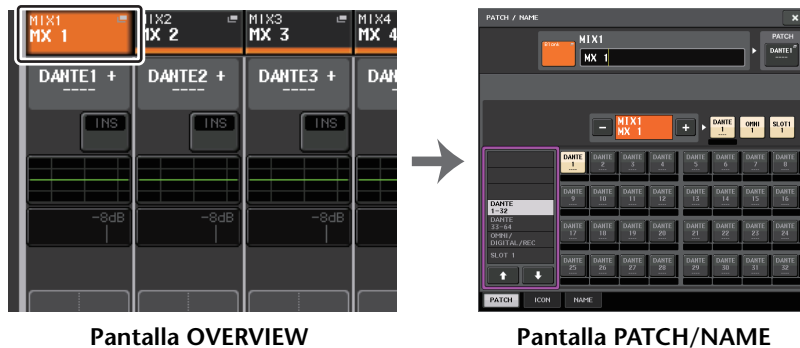 MIX1 MIX2 MIX3 MIX4
MX 1 MX 2 MX 3 MX 4
DANTE1 + DANTE2 + DANTE3 + DAN
---- ---- ----
INS INS INS
-8dB -8dB -8dB
Pantalla OVERVIEW
PATCH / NAME
Blank MIX1 PATCH
MX 1 DANTE1
MIX1
MX 1
- + DANTE 1 OMNI 1 SLOT1 1
DANTE 1 DANTE 2 DANTE 3 DANTE 4 DANTE 5 DANTE 6 DANTE 7 DANTE 8
DANTE 9 DANTE 10 DANTE 11 DANTE 12 DANTE 13 DANTE 14 DANTE 15 DANTE 16
DANTE 17 DANTE 18 DANTE 19 DANTE 20 DANTE 21 DANTE 22 DANTE 23 DANTE 24
DANTE 25 DANTE 26 DANTE 27 DANTE 28 DANTE 29 DANTE 30 DANTE 31 DANTE 32
DANTE
1-32
DANTE
33-64
OMNI/
DIGITAL/REC
SLOT 1
PATCH ICON NAME
Pantalla PATCH/NAME